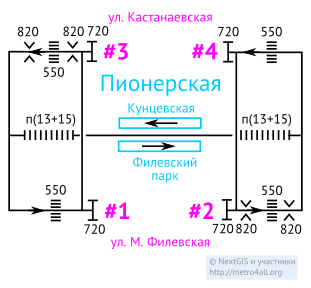 ул. Кастанаевская
820
820
720
720
#3
#4
550
550
Пионерская
п(13+15)
Кунцевская
п(13+15)
Филевский
парк
550
550
#1
#2
720
720
820
820
ул. М. Филевская
© NextGIS и участники
http://metro4all.org